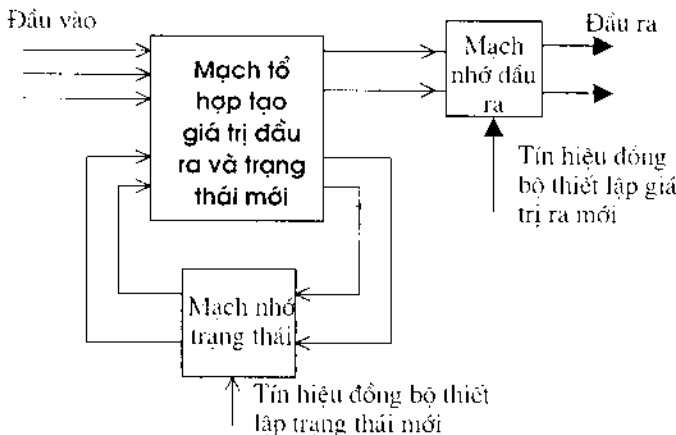 Đầu vào
Mạch tổ
hợp tạo
giá trị đầu
ra và trạng
thái mới
Mạch
nhớ đầu
ra
Đầu ra
Tín hiệu đồng
bộ thiết lập giá
trị ra mới
Mạch nhớ
trạng thái
Tín hiệu đồng bộ thiết
lập trạng thái mới